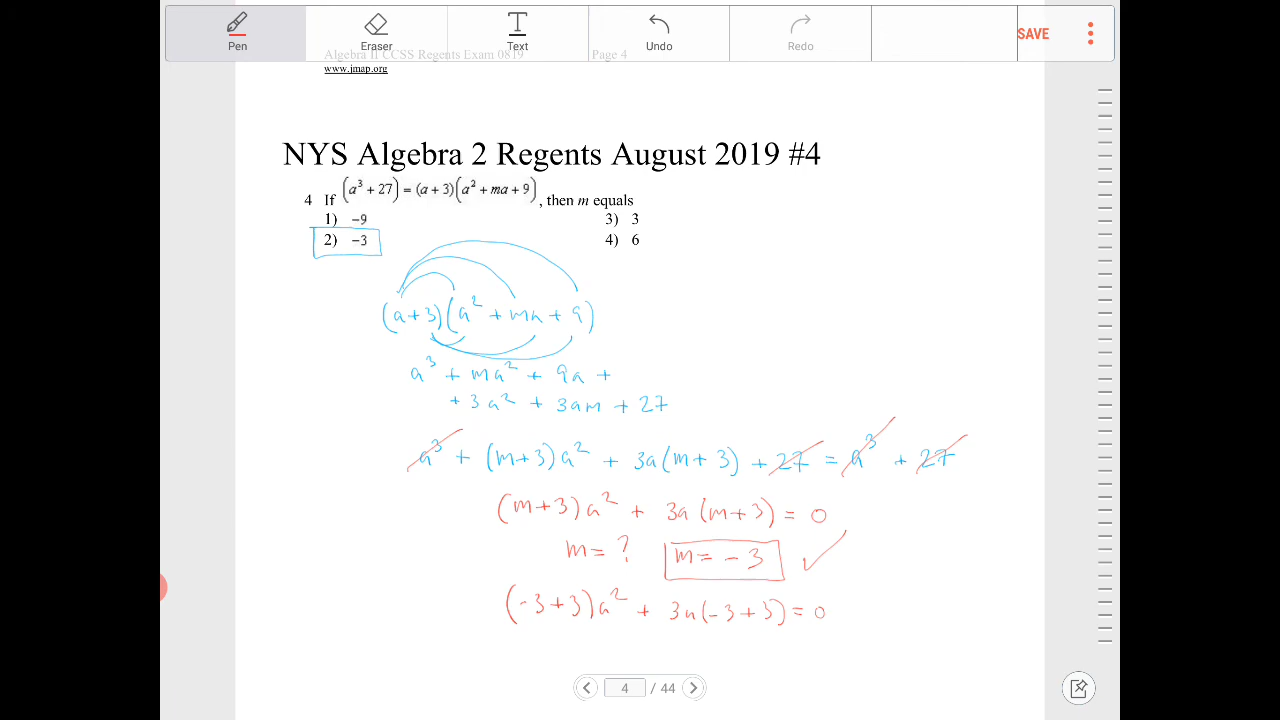 Pen
Eraser
Text
Undo
Redo
SAVE
Algebra II CCSS Regents Exam 0819 Page 4
www.jmap.org
NYS Algebra 2 Regents August 2019 #4
4 If (a³ + 27) = (a + 3)(a² + ma + 9), then m equals
1) −9 3) 3
2) −3 4) 6
(a+3)(a² + ma + 9)
a³ + ma² + 9a +
+ 3a² + 3am + 27
a³ + (m+3)a² + 3a(m+3) + 27 = a³ + 27
(m+3)a² + 3a(m+3) = 0
m = ? m = −3 ✓
(-3+3)a² + 3a(-3+3) = 0
4 / 44